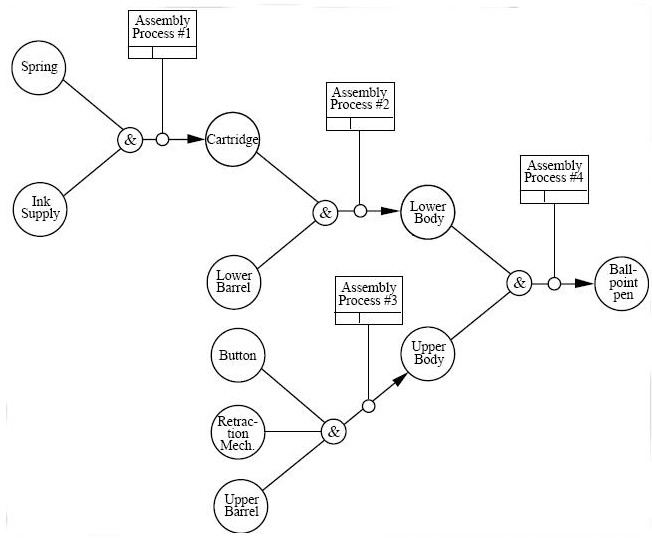 Assembly
Process #1
Spring
&
Cartridge
Ink
Supply
Assembly
Process #2
&
Lower
Body
Lower
Barrel
Assembly
Process #4
&
Ball-
point
pen
Assembly
Process #3
Button
Upper
Body
Retrac-
tion
Mech.
&
Upper
Barrel